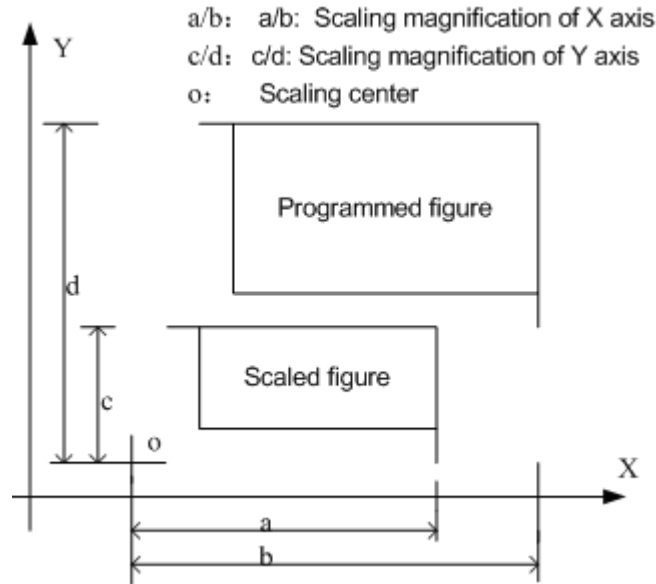 a/b: a/b: Scaling magnification of X axis
Y
c/d: c/d: Scaling magnification of Y axis
o: Scaling center
Programmed figure
d
Scaled figure
c
o
X
a
b